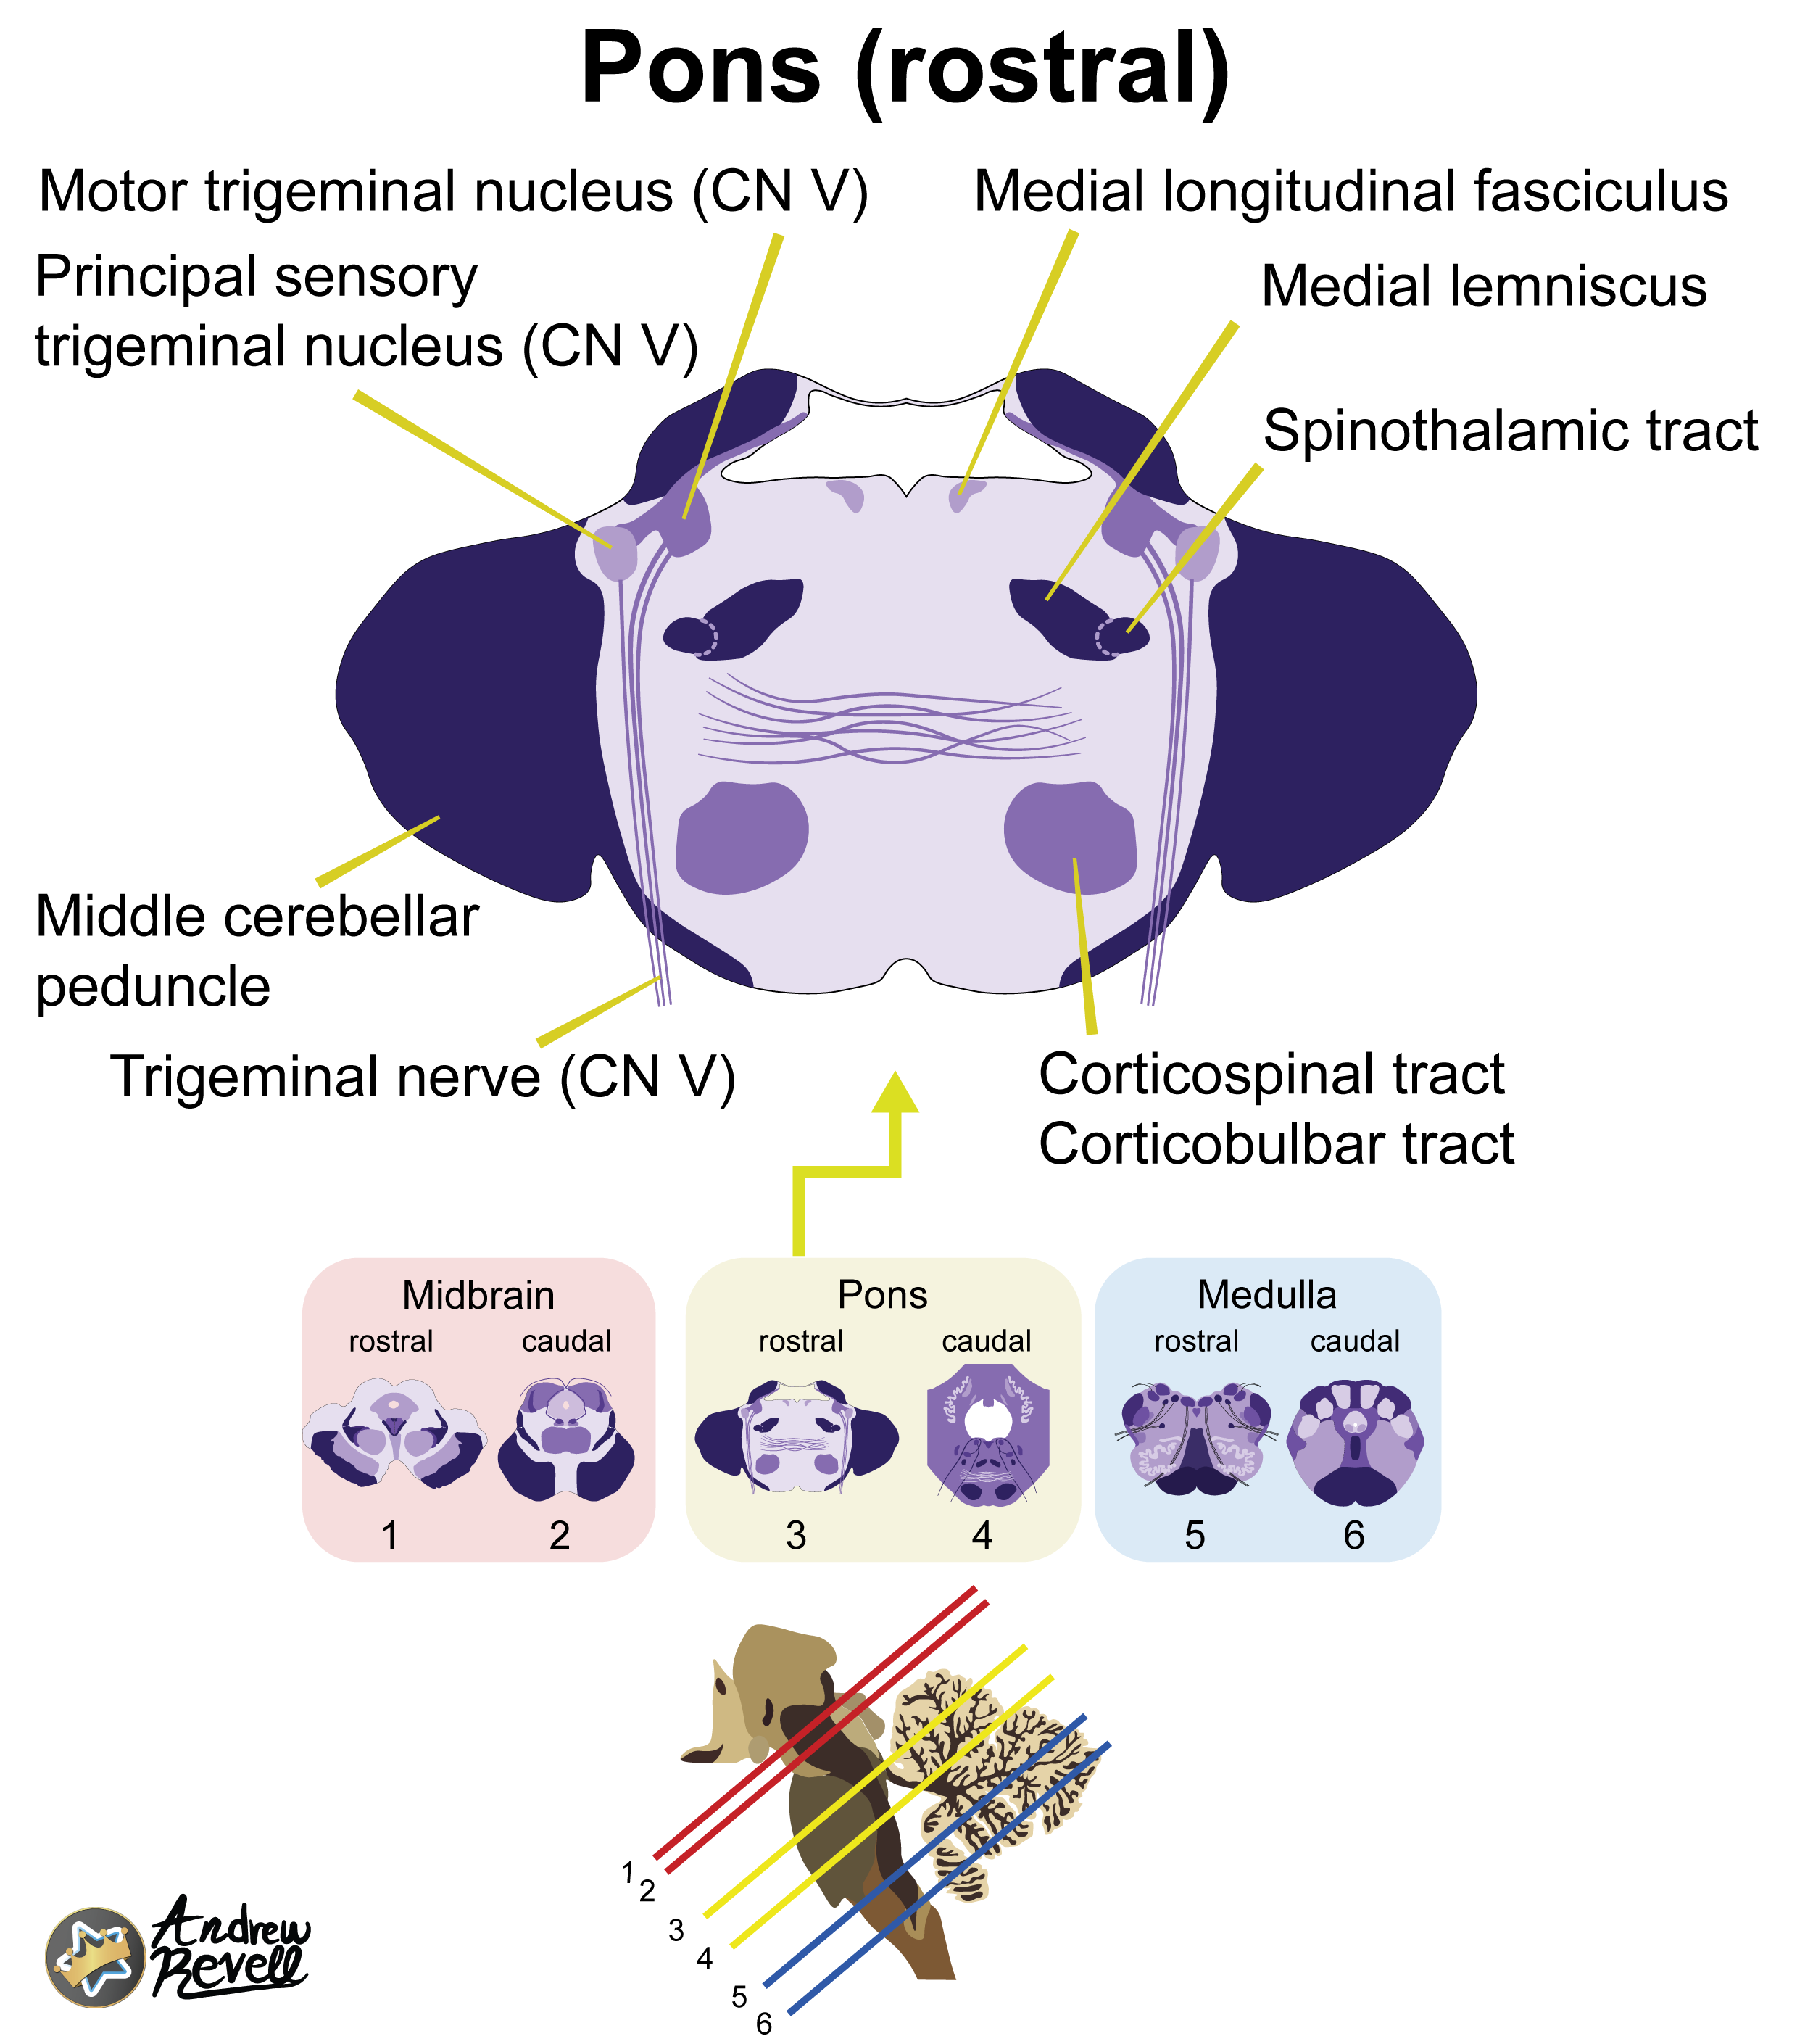 Pons (rostral)
Motor trigeminal nucleus (CN V)
Medial longitudinal fasciculus
Principal sensory
trigeminal nucleus (CN V)
Medial lemniscus
Spinothalamic tract
Middle cerebellar
peduncle
Trigeminal nerve (CN V)
Corticospinal tract
Corticobulbar tract
Midbrain
rostral
caudal
1
2
Pons
rostral
caudal
3
4
Medulla
rostral
caudal
5
6
1
2
3
4
5
6
Andrew
Revell